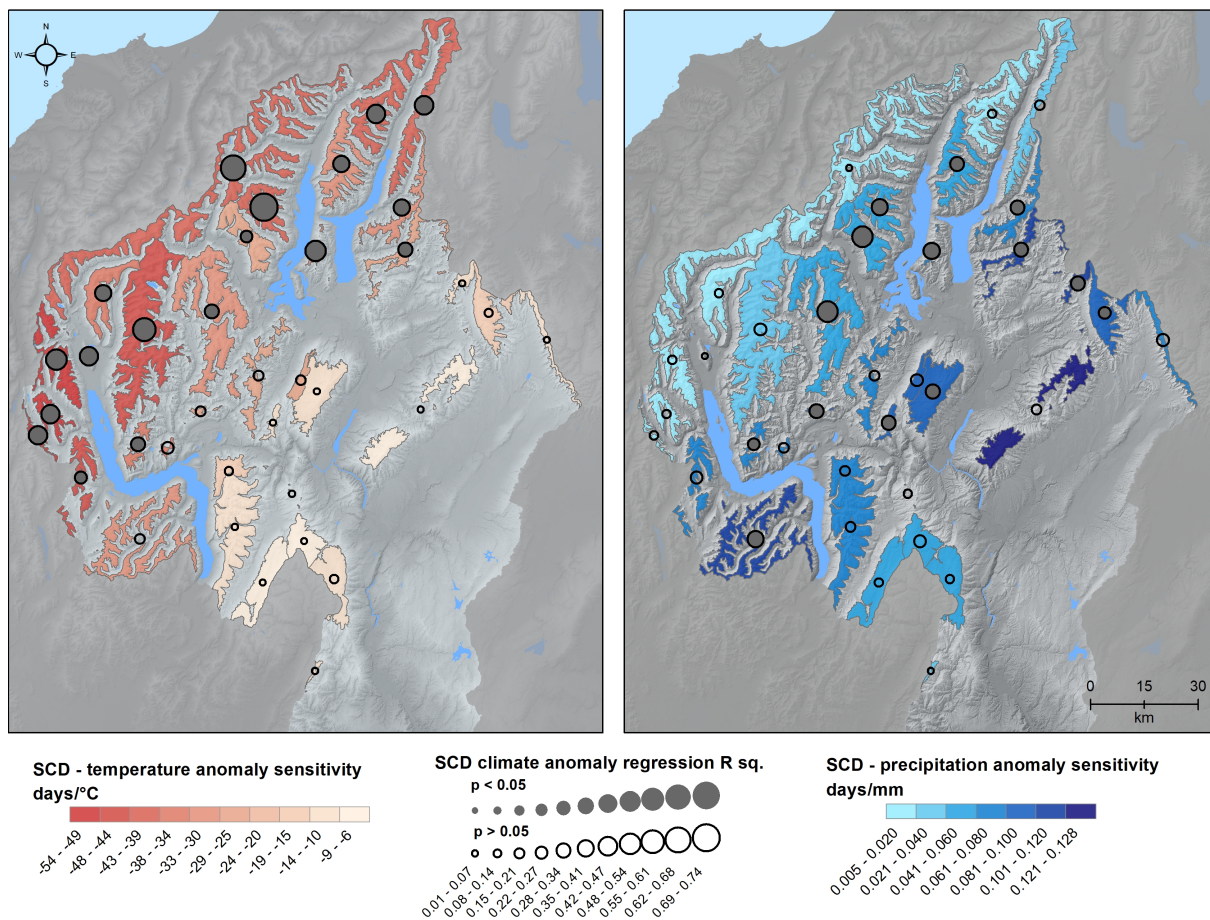 N
W E
S
0 15 30
km
SCD - temperature anomaly sensitivity
days/°C
-54 - -49
-48 - -44
-43 - -39
-38 - -34
-33 - -30
-29 - -25
-24 - -20
-19 - -15
-14 - -10
-9 - -6
SCD climate anomaly regression R sq.
p < 0.05
p > 0.05
0.01 - 0.07
0.08 - 0.14
0.15 - 0.21
0.22 - 0.27
0.28 - 0.34
0.35 - 0.41
0.42 - 0.47
0.48 - 0.54
0.55 - 0.61
0.62 - 0.68
0.69 - 0.74
SCD - precipitation anomaly sensitivity
days/mm
0.005 - 0.020
0.021 - 0.040
0.041 - 0.060
0.061 - 0.080
0.081 - 0.100
0.101 - 0.120
0.121 - 0.128